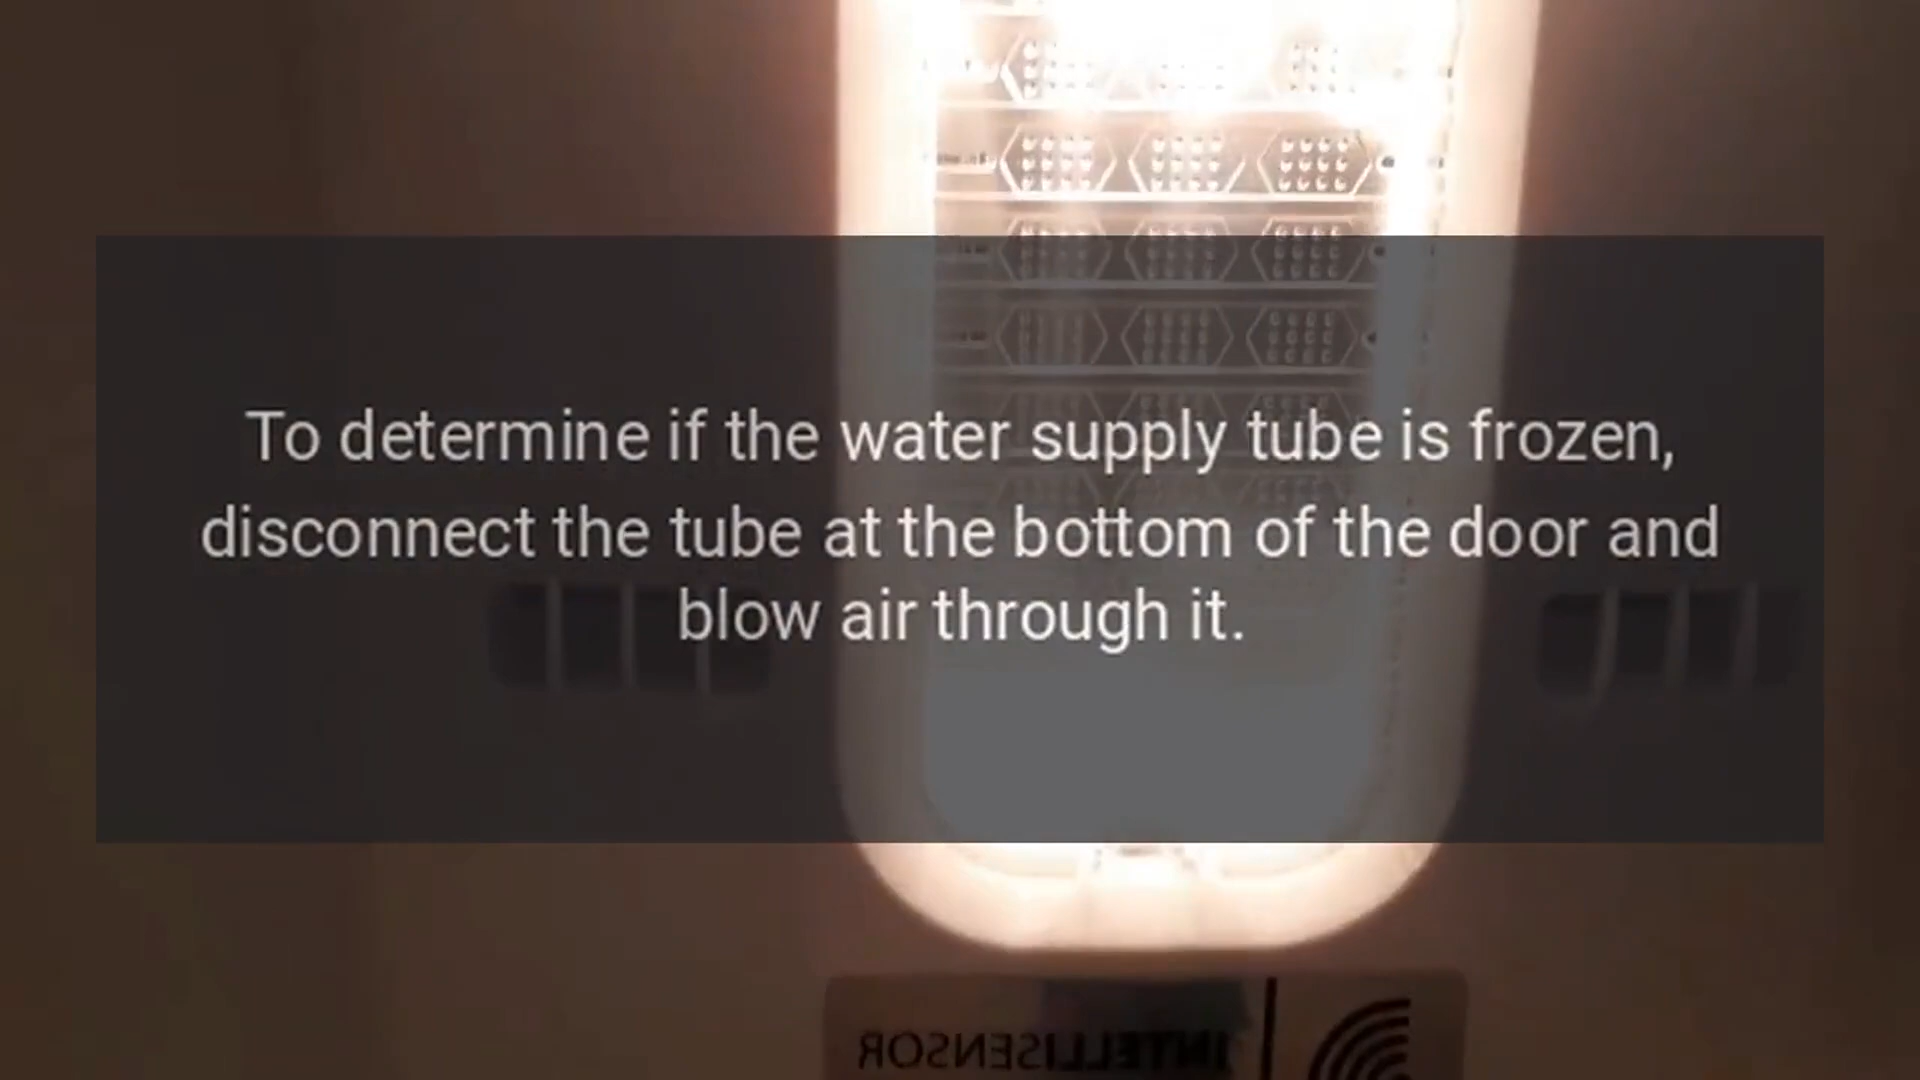 To determine if the water supply tube is frozen,
disconnect the tube at the bottom of the door and
blow air through it.
INTELLISENSOR